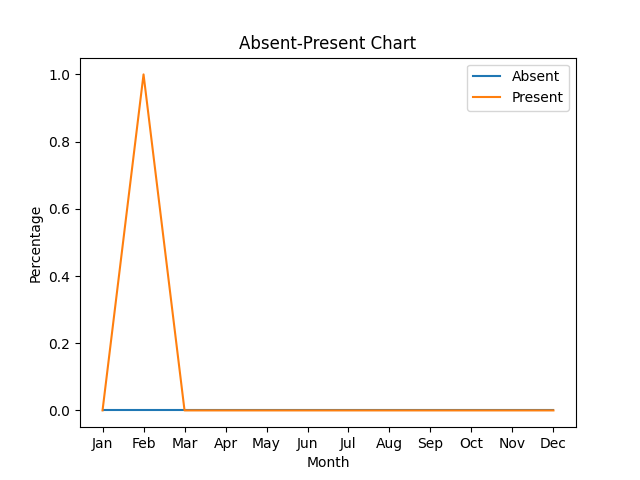 Absent-Present Chart
Absent
Present
1.0
0.8
0.6
0.4
0.2
0.0
Percentage
Jan Feb Mar Apr May Jun Jul Aug Sep Oct Nov Dec
Month